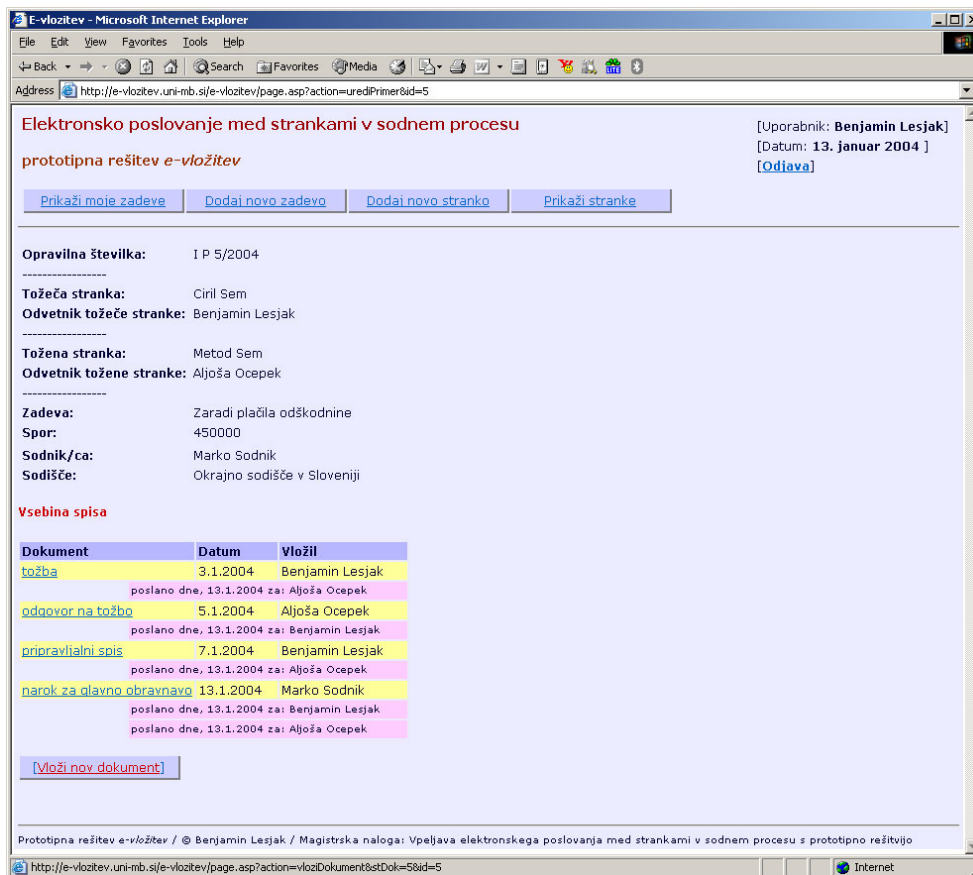 E-vlozitev - Microsoft Internet Explorer
File Edit View Favorites Tools Help
Back Search Favorites Media
Address http://e-vlozitev.uni-mb.si/e-vlozitev/page.asp?action=urediPrimer&id=5
Elektronsko poslovanje med strankami v sodnem procesu
[Uporabnik: Benjamin Lesjak]
[Datum: 13. januar 2004 ]
prototipna rešitev e-vložitev
[Odjava]
Prikaži moje zadeve Dodaj novo zadevo Dodaj novo stranko Prikaži stranke
Opravilna številka: I P 5/2004
-----------------
Tožeča stranka: Ciril Sem
Odvetnik tožeče stranke: Benjamin Lesjak
-----------------
Tožena stranka: Metod Sem
Odvetnik tožene stranke: Aljoša Ocepek
-----------------
Zadeva: Zaradi plačila odškodnine
Spor: 450000
Sodnik/ca: Marko Sodnik
Sodišče: Okrajno sodišče v Sloveniji
Vsebina spisa
Dokument Datum Vložil
tožba 3.1.2004 Benjamin Lesjak
poslano dne, 13.1.2004 za: Aljoša Ocepek
odgovor na tožbo 5.1.2004 Aljoša Ocepek
poslano dne, 13.1.2004 za: Benjamin Lesjak
pripravljalni spis 7.1.2004 Benjamin Lesjak
poslano dne, 13.1.2004 za: Aljoša Ocepek
narok za glavno obravnavo 13.1.2004 Marko Sodnik
poslano dne, 13.1.2004 za: Benjamin Lesjak
poslano dne, 13.1.2004 za: Aljoša Ocepek
[Vloži nov dokument]
Prototipna rešitev e-vložitev / © Benjamin Lesjak / Magistrska naloga: Vpeljava elektronskega poslovanja med strankami v sodnem procesu s prototipno rešitvijo
http://e-vlozitev.uni-mb.si/e-vlozitev/page.asp?action=vloziDokument&stDok=5&id=5 Internet